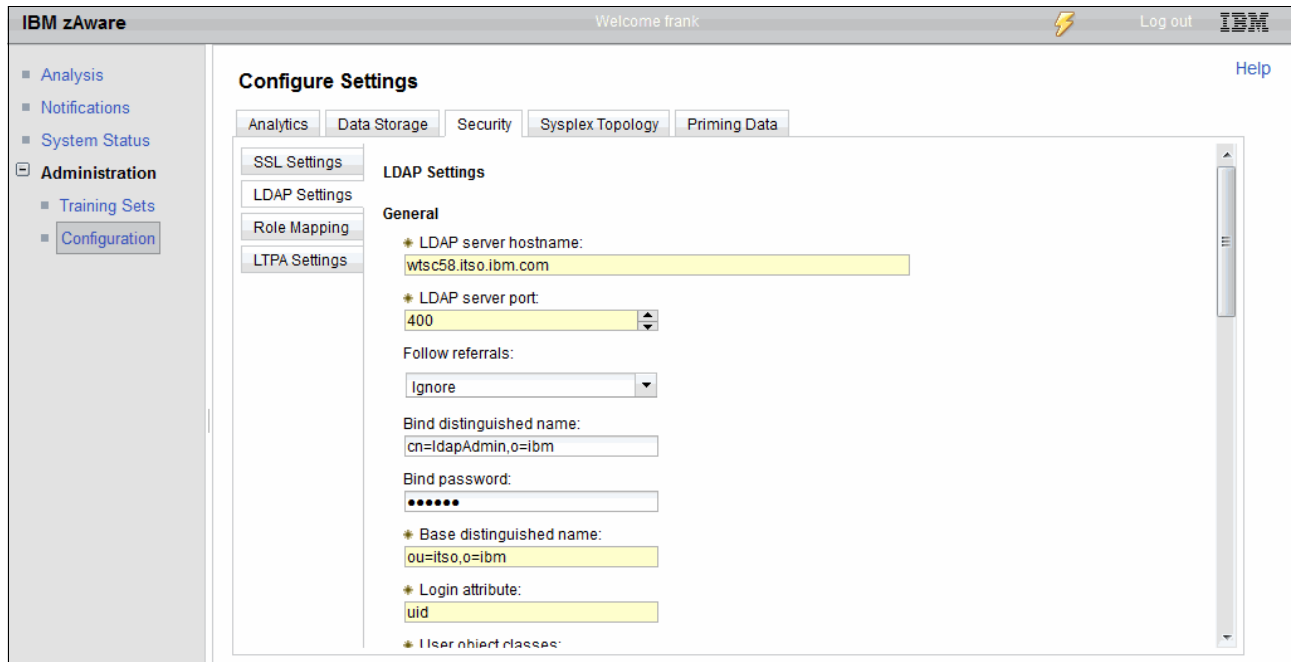 IBM zAware
Welcome frank
Log out
IBM
Analysis
Notifications
System Status
Administration
Training Sets
Configuration
Help
Configure Settings
Analytics
Data Storage
Security
Sysplex Topology
Priming Data
SSL Settings
LDAP Settings
Role Mapping
LTPA Settings
LDAP Settings
General
LDAP server hostname:
wtsc58.itso.ibm.com
LDAP server port:
400
Follow referrals:
Ignore
Bind distinguished name:
cn=ldapAdmin,o=ibm
Bind password:
••••••
Base distinguished name:
ou=itso,o=ibm
Login attribute:
uid
User object classes: